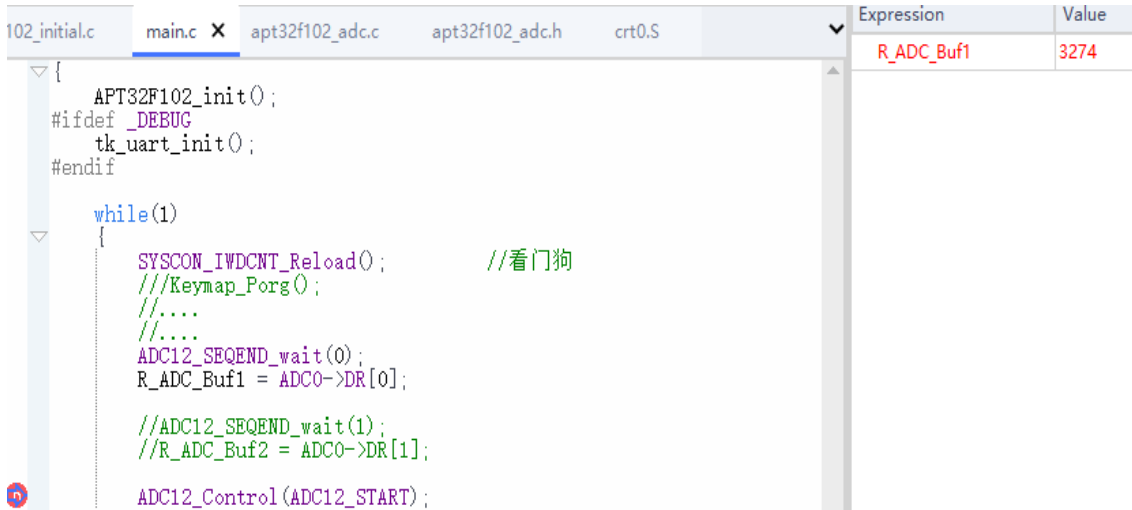 102_initial.c main.c X apt32f102_adc.c apt32f102_adc.h crt0.S
{
APT32F102_init();
#ifdef _DEBUG
tk_uart_init();
#endif
while(1)
{
SYSCON_IWDCNT_Reload(); //看门狗
///Keymap_Porg();
//....
//....
ADC12_SEQEND_wait(0);
R_ADC_Buf1 = ADC0->DR[0];
//ADC12_SEQEND_wait(1);
//R_ADC_Buf2 = ADC0->DR[1];
ADC12_Control(ADC12_START);
Expression Value
R_ADC_Buf1 3274